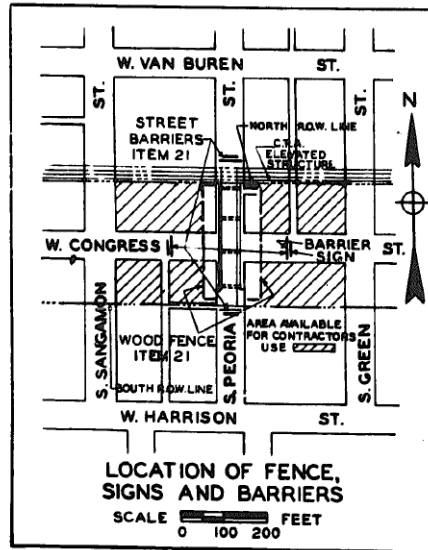 W. VAN BUREN ST.
ST.
ST.
ST.
N
STREET
BARRIERS
ITEM 21
NORTH R.O.W. LINE
C.T.A.
ELEVATED
STRUCTURE
W. CONGRESS ST.
BARRIER
SIGN
S. SANGAMON
S. PEORIA
S. GREEN
WOOD FENCE
ITEM 21
AREA AVAILABLE
FOR CONTRACTORS
USE
SOUTH R.O.W. LINE
W. HARRISON ST.
LOCATION OF FENCE,
SIGNS AND BARRIERS
SCALE 0 100 200 FEET